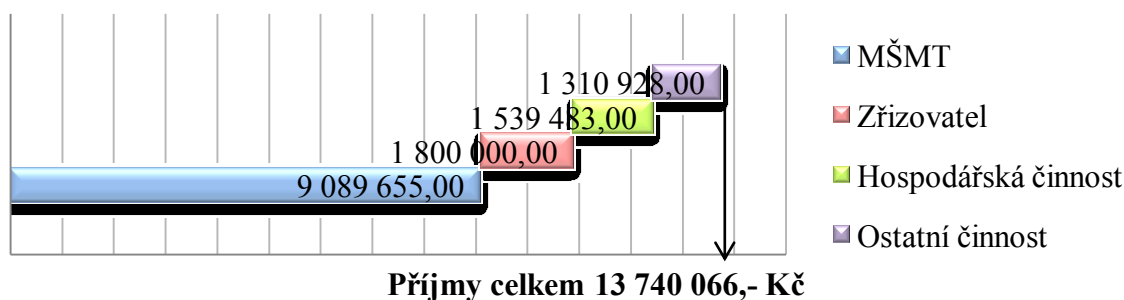 1 310 928,00
1 539 483,00
1 800 000,00
9 089 655,00
MŠMT
Zřizovatel
Hospodářská činnost
Ostatní činnost
Příjmy celkem 13 740 066,- Kč